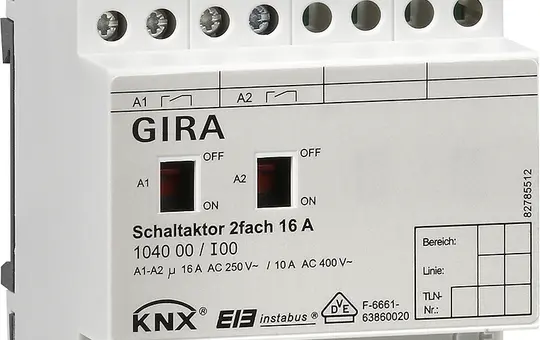 A1 A2
GIRA
OFF OFF
A1 A2
ON ON
82785512
Schaltaktor 2fach 16 A
1040 00 / I00
A1-A2 µ 16 A AC 250 V~ / 10 A AC 400 V~
Bereich:
Linie:
TLN-
Nr.:
KNX® EIB instabus® DVE F-6661-
63860020